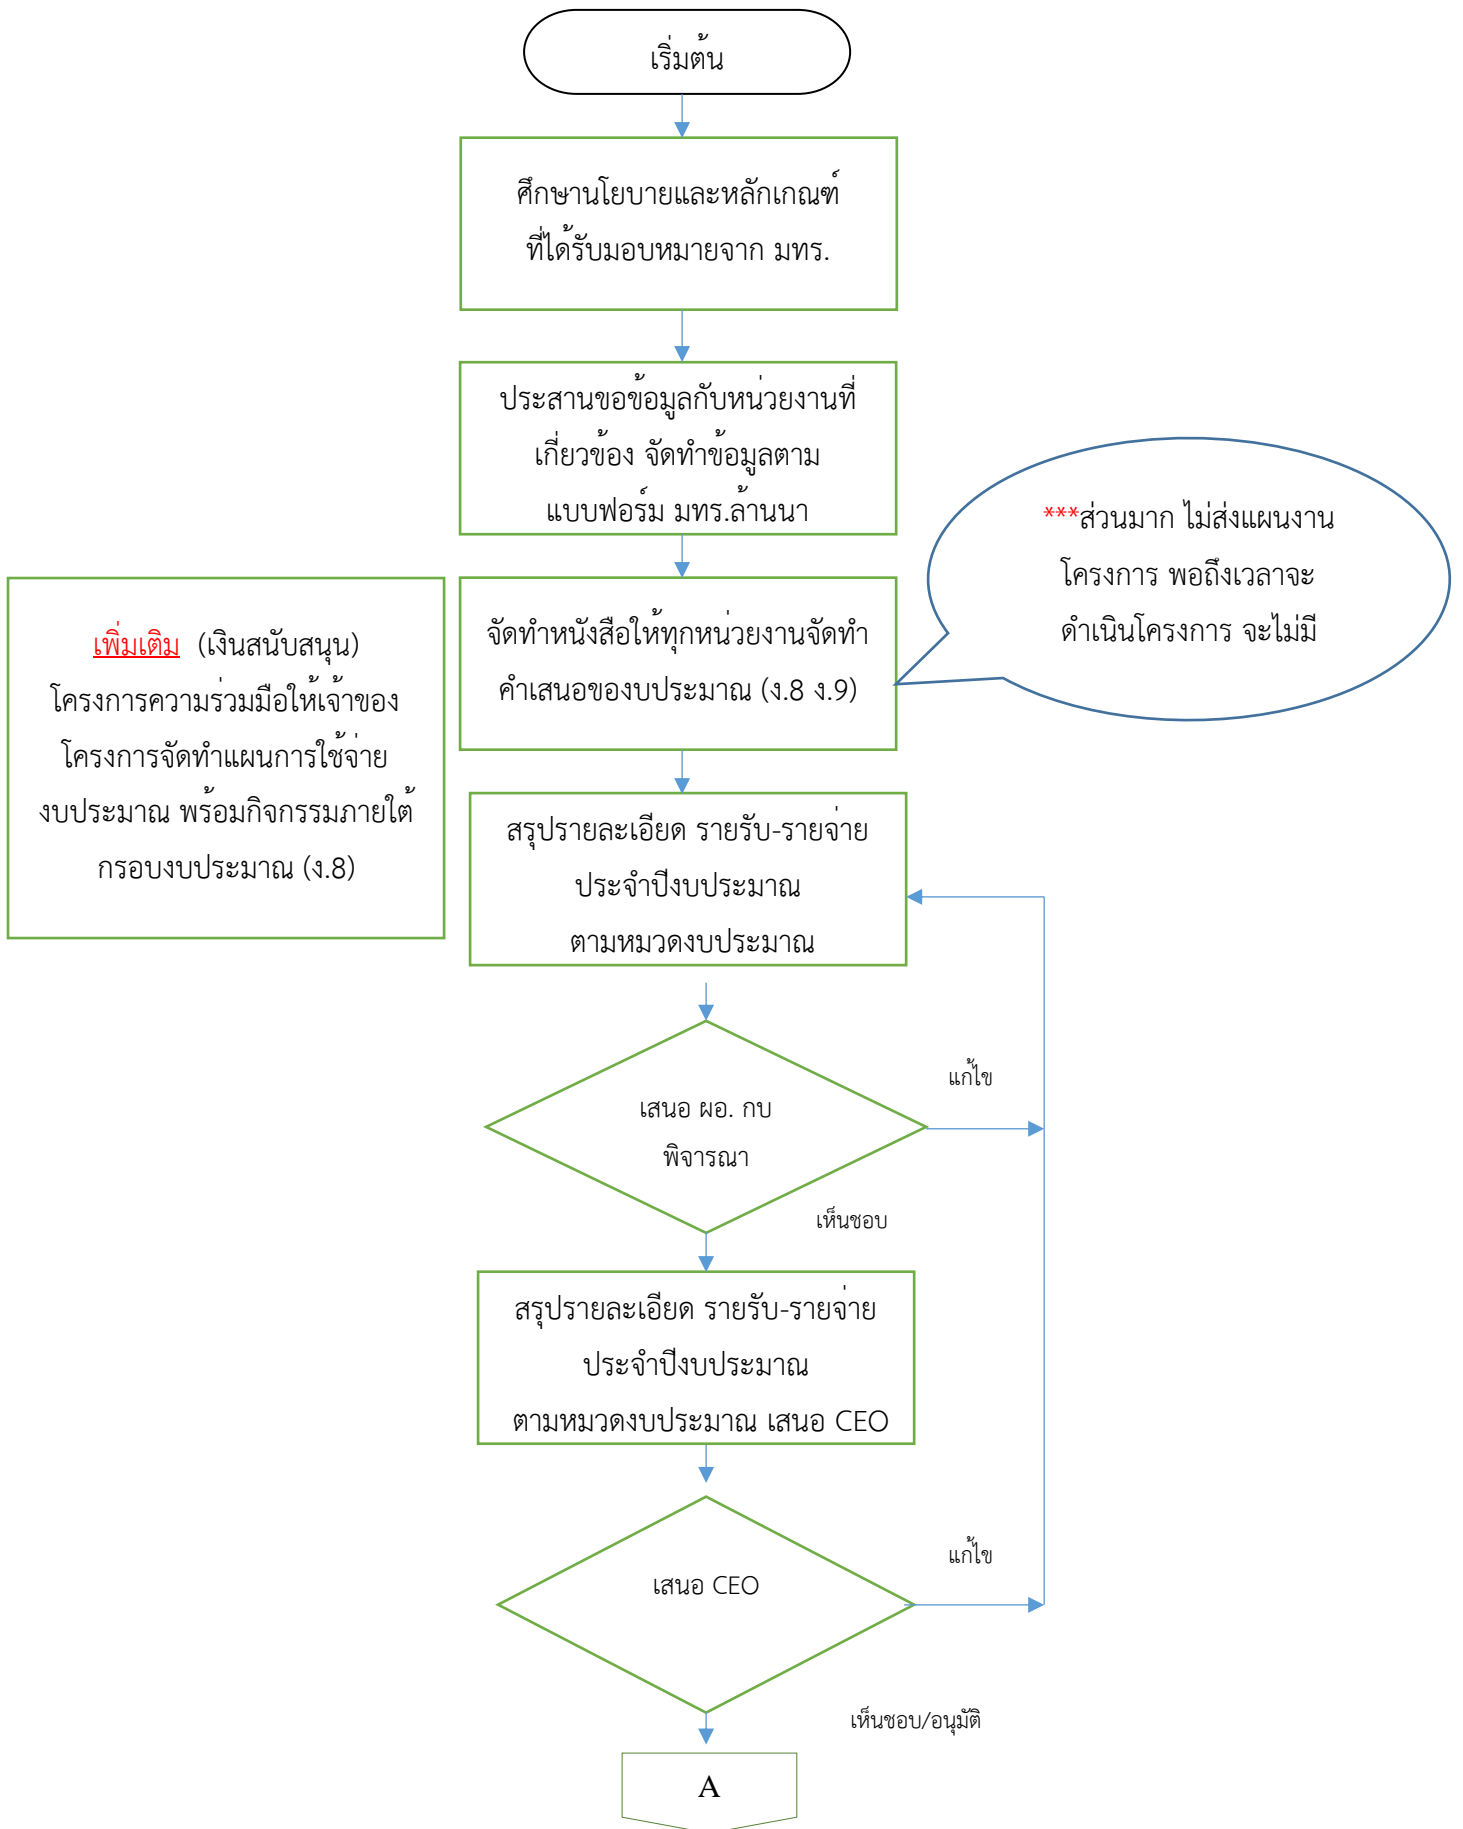 เริ่มต้น
ศึกษานโยบายและหลักเกณฑ์
ที่ได้รับมอบหมายจาก มทร.
ประสานขอข้อมูลกับหน่วยงานที่
เกี่ยวข้อง จัดทำข้อมูลตาม
แบบฟอร์ม มทร.ล้านนา
***ส่วนมาก ไม่ส่งแผนงาน
โครงการ พอถึงเวลาจะ
ดำเนินโครงการ จะไม่มี
จัดทำหนังสือให้ทุกหน่วยงานจัดทำ
คำเสนอของบประมาณ (ง.8 ง.9)
เพิ่มเติม (เงินสนับสนุน)
โครงการความร่วมมือให้เจ้าของ
โครงการจัดทำแผนการใช้จ่าย
งบประมาณ พร้อมกิจกรรมภายใต้
กรอบงบประมาณ (ง.8)
สรุปรายละเอียด รายรับ-รายจ่าย
ประจำปีงบประมาณ
ตามหมวดงบประมาณ
แก้ไข
เสนอ ผอ. กบ
พิจารณา
เห็นชอบ
สรุปรายละเอียด รายรับ-รายจ่าย
ประจำปีงบประมาณ
ตามหมวดงบประมาณ เสนอ CEO
แก้ไข
เสนอ CEO
เห็นชอบ/อนุมัติ
A